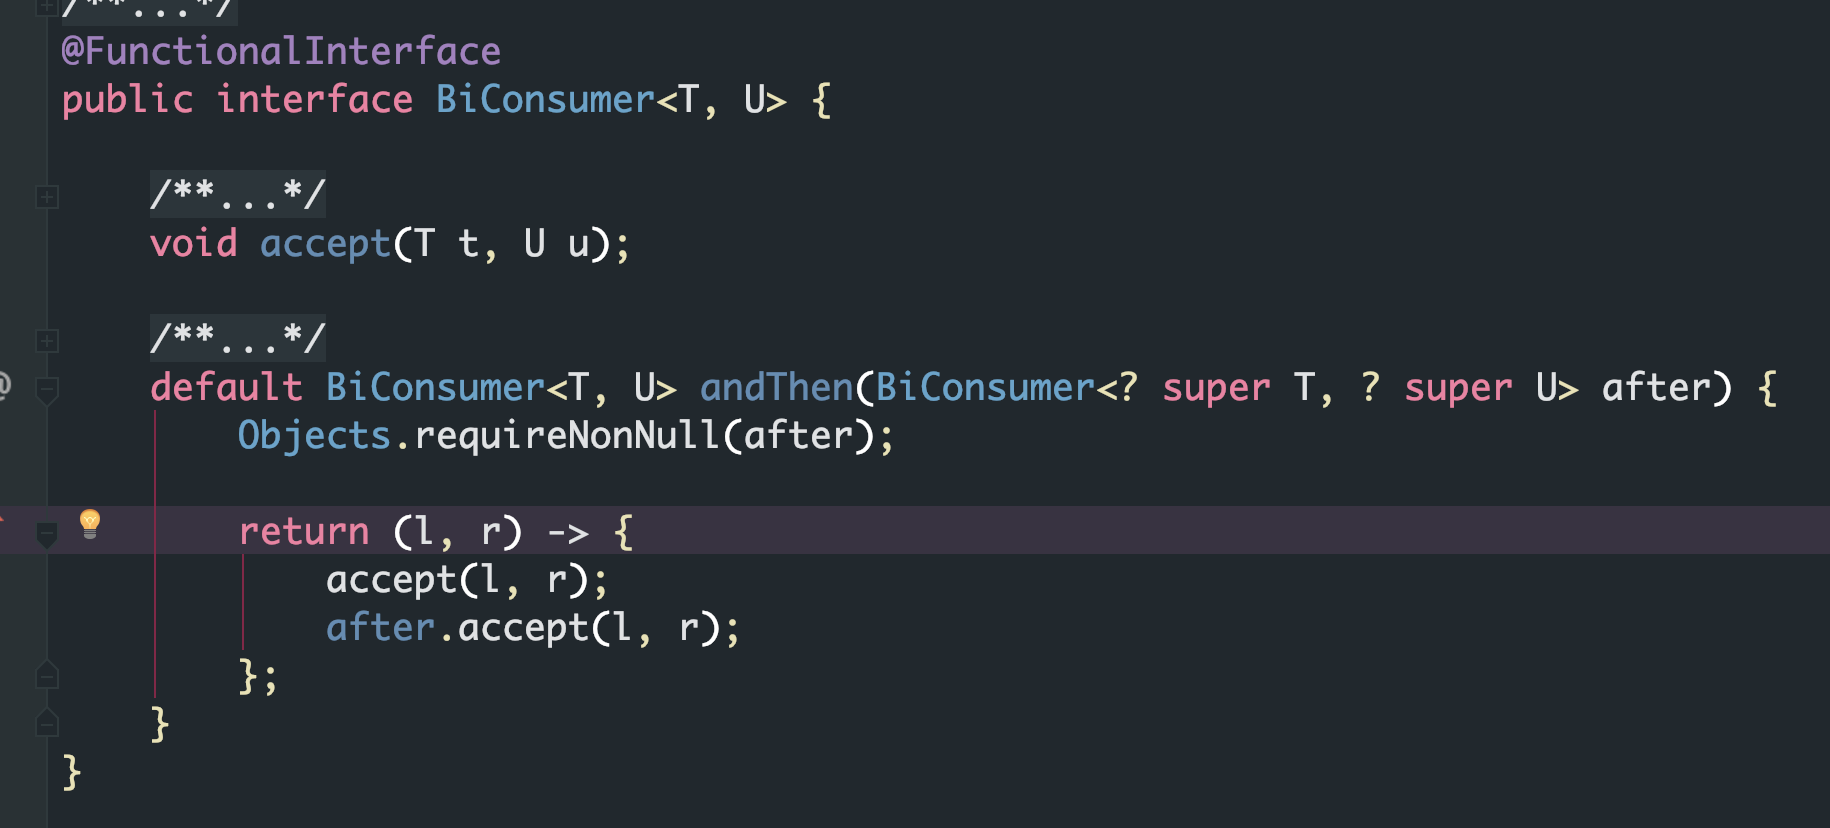 /**...*/
@FunctionalInterface
public interface BiConsumer<T, U> {
/**...*/
void accept(T t, U u);
/**...*/
default BiConsumer<T, U> andThen(BiConsumer<? super T, ? super U> after) {
Objects.requireNonNull(after);
return (l, r) -> {
accept(l, r);
after.accept(l, r);
};
}
}